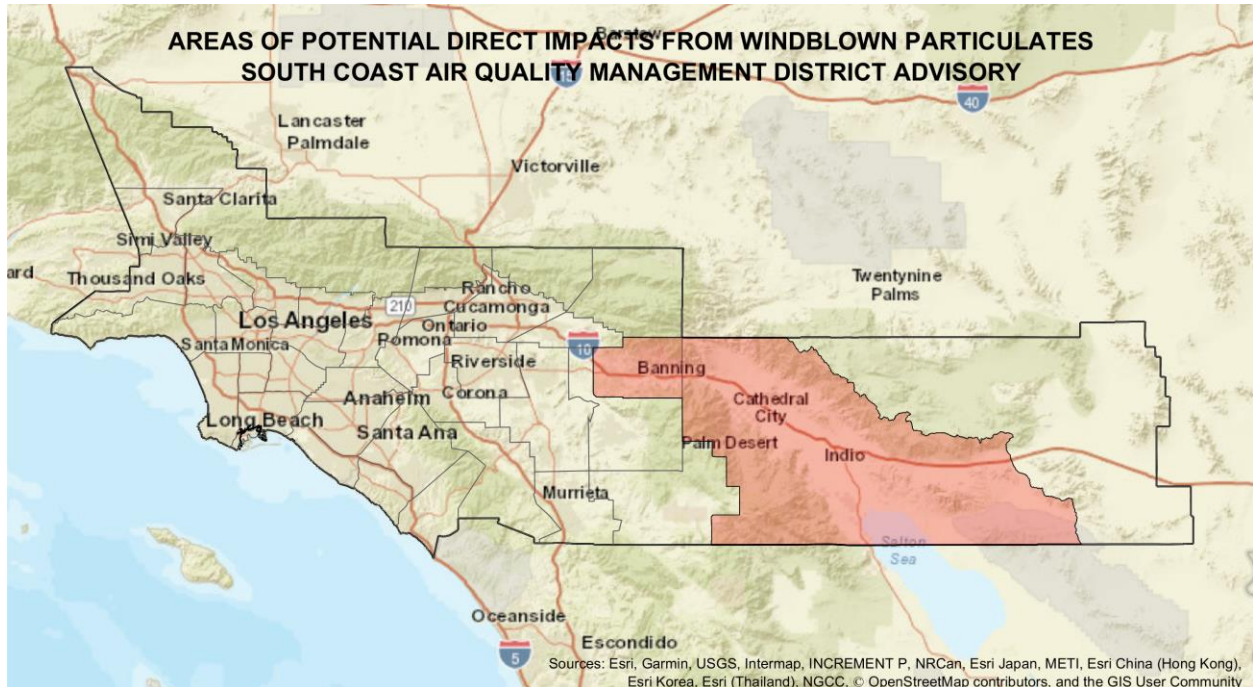 AREAS OF POTENTIAL DIRECT IMPACTS FROM WINDBLOWN PARTICULATES
SOUTH COAST AIR QUALITY MANAGEMENT DISTRICT ADVISORY
Barstow
15
40
Lancaster
Palmdale
Victorville
Santa Clarita
Simi Valley
ard
Thousand Oaks
Twentynine
Palms
Rancho
Cucamonga
210
Los Angeles
Ontario
Santa Monica
Pomona
10
Riverside
Banning
Anaheim
Corona
Cathedral
City
Long Beach
Santa Ana
Palm Desert
Indio
Murrieta
Salton
Sea
Oceanside
Escondido
5
Sources: Esri, Garmin, USGS, Intermap, INCREMENT P, NRCan, Esri Japan, METI, Esri China (Hong Kong),
Esri Korea, Esri (Thailand), NGCC, © OpenStreetMap contributors, and the GIS User Community